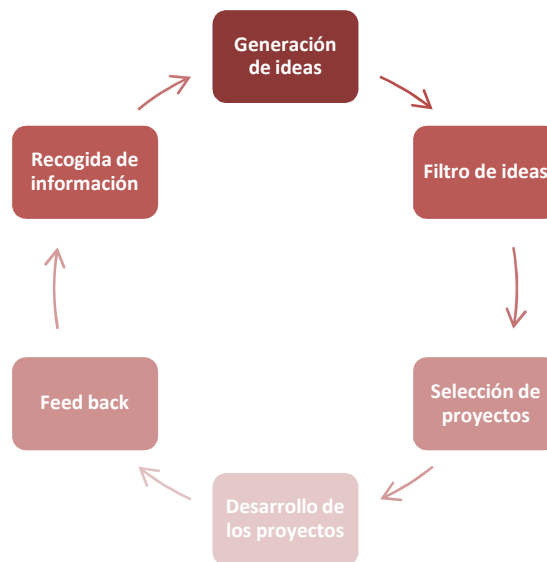 Generación
de ideas
Filtro de ideas
Selección de
proyectos
Desarrollo de
los proyectos
Feed back
Recogida de
información